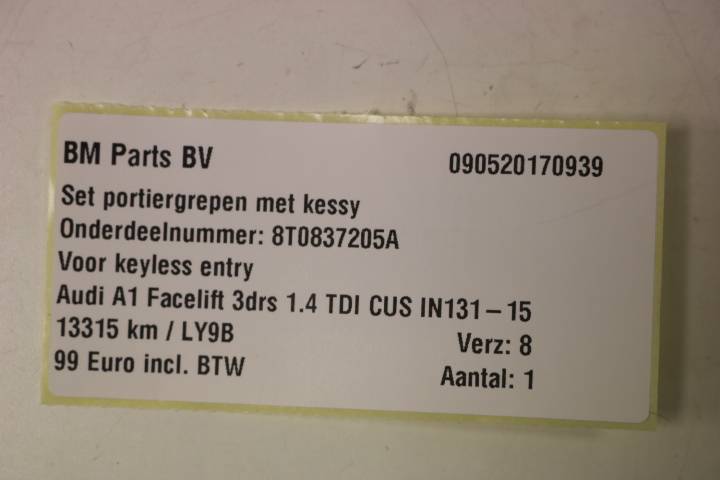 BM Parts BV 090520170939
Set portiergrepen met kessy
Onderdeelnummer: 8T0837205A
Voor keyless entry
Audi A1 Facelift 3drs 1.4 TDI CUS IN131-15
13315 km / LY9B Verz: 8
99 Euro incl. BTW Aantal: 1